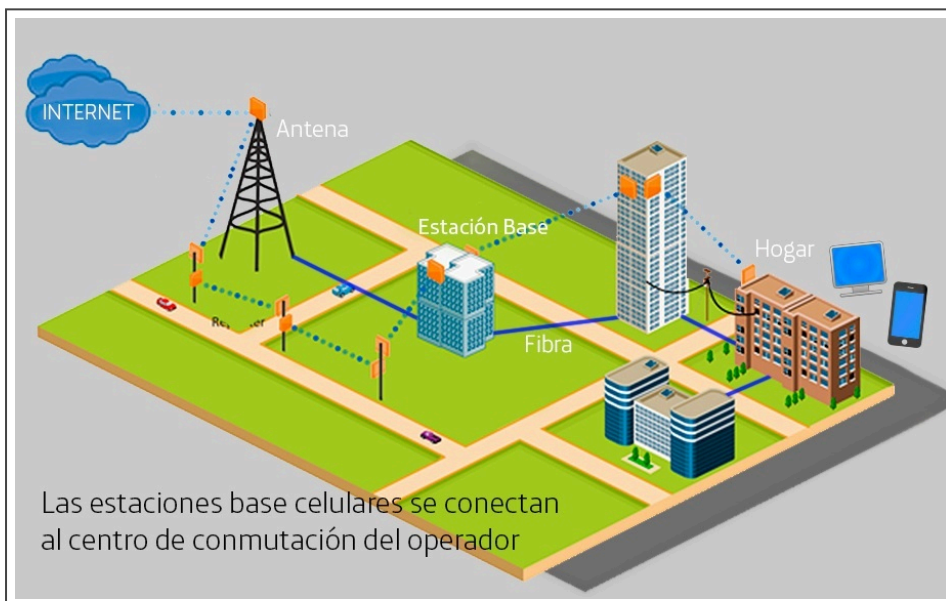 INTERNET
Antena
Estación Base
Hogar
Fibra
Las estaciones base celulares se conectan
al centro de conmutación del operador